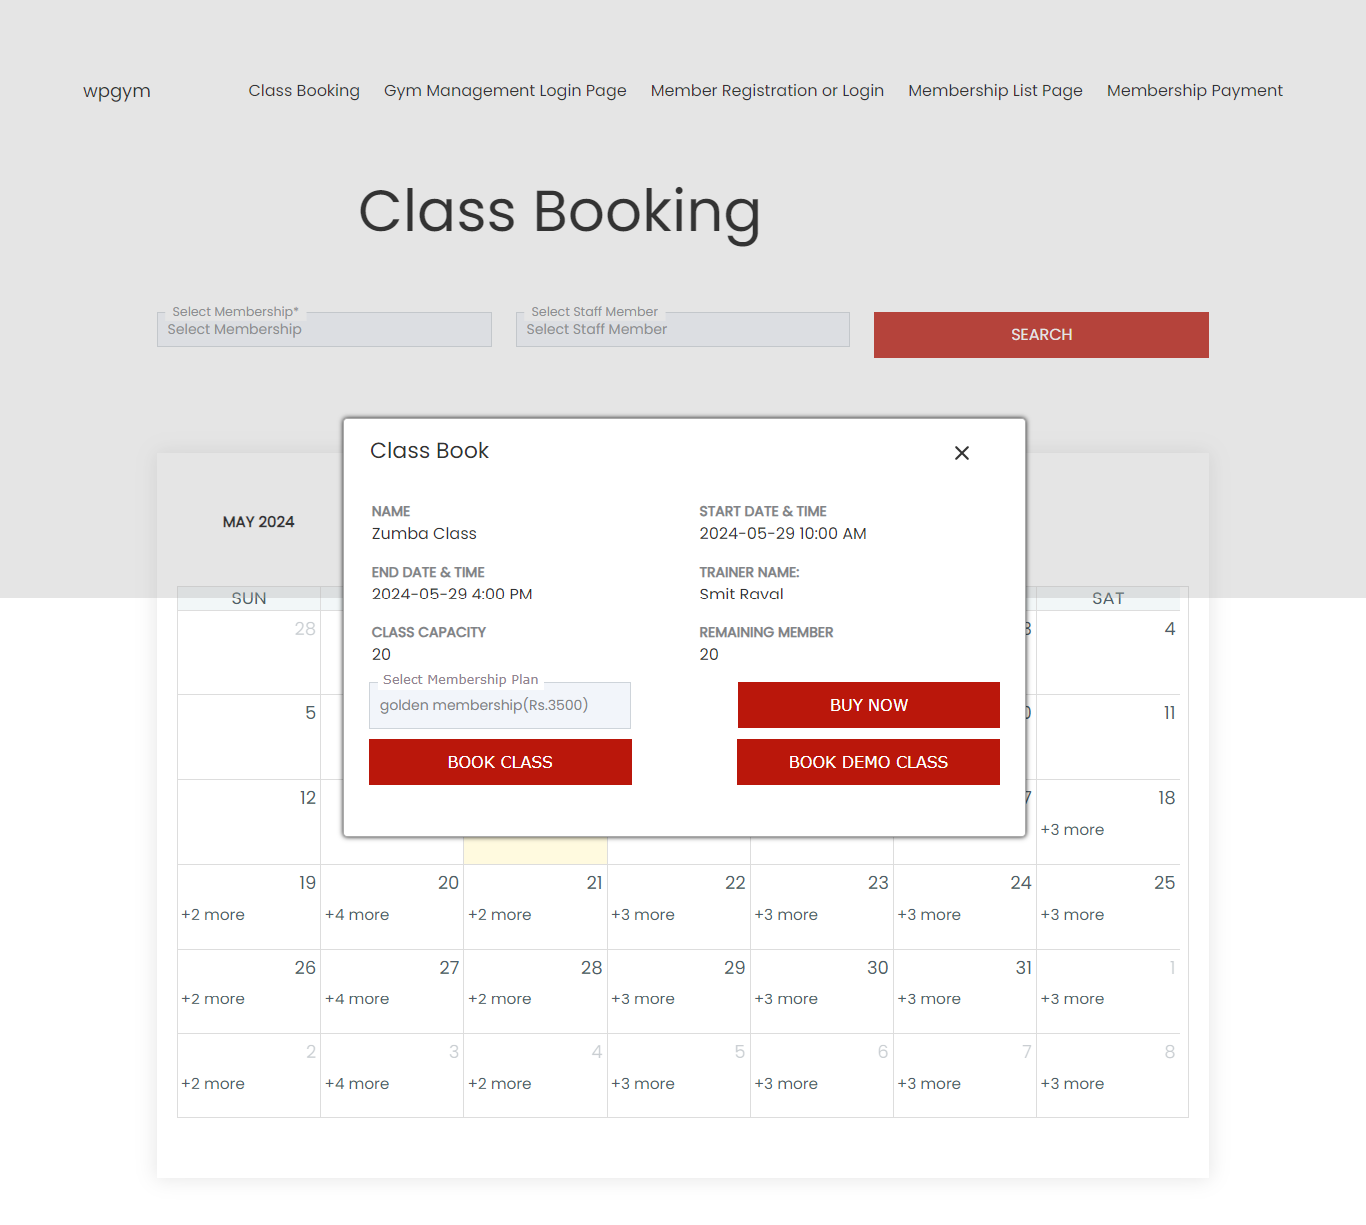 wpgym Class Booking Gym Management Login Page Member Registration or Login Membership List Page Membership Payment
Class Booking
Select Membership* Select Staff Member
Select Membership Select Staff Member SEARCH
Class Book
NAME START DATE & TIME
Zumba Class 2024-05-29 10:00 AM
MAY 2024
END DATE & TIME TRAINER NAME:
2024-05-29 4:00 PM Smit Raval
SUN SAT
28 4
CLASS CAPACITY REMAINING MEMBER
20 20
Select Membership Plan
golden membership(Rs.3500) BUY NOW
5 11
BOOK CLASS BOOK DEMO CLASS
12 18
+3 more
19 20 21 22 23 24 25
+2 more +4 more +2 more +3 more +3 more +3 more +3 more
26 27 28 29 30 31 1
+2 more +4 more +2 more +3 more +3 more +3 more +3 more
2 3 4 5 6 7 8
+2 more +4 more +2 more +3 more +3 more +3 more +3 more